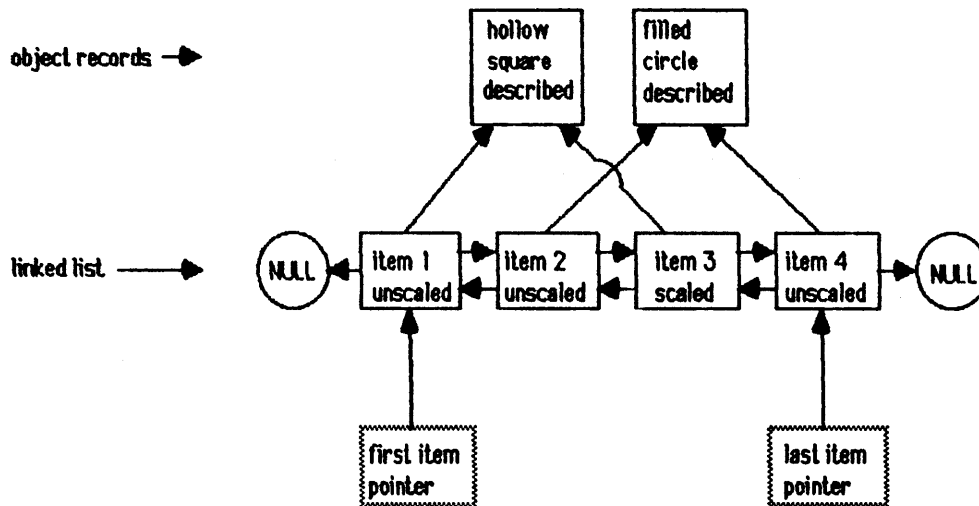 object records
hollow
square
described
filled
circle
described
linked list
NULL
item 1
unscaled
item 2
unscaled
item 3
scaled
item 4
unscaled
NULL
first item
pointer
last item
pointer